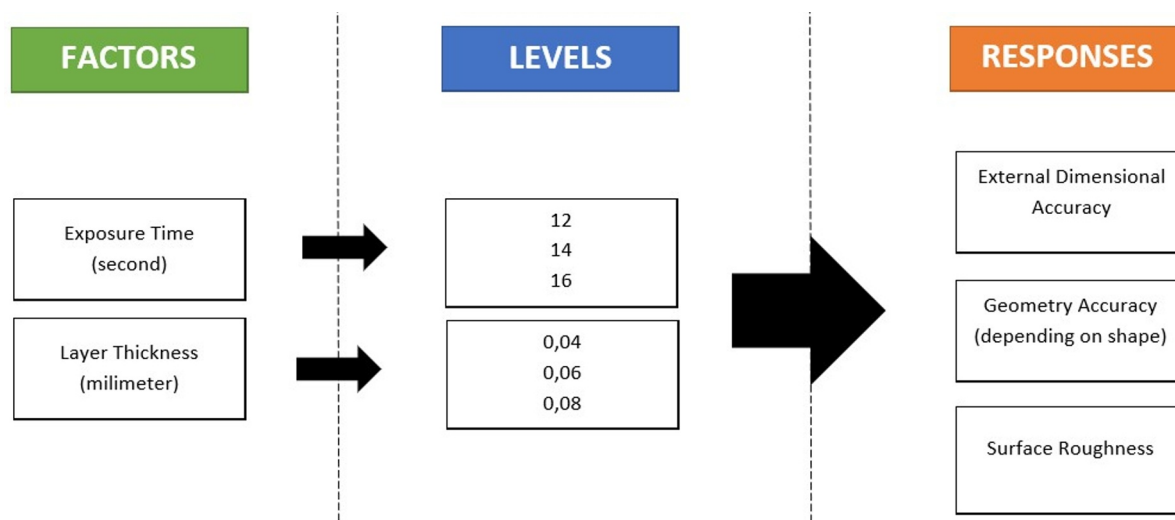 FACTORS
LEVELS
RESPONSES
Exposure Time
(second)
12
14
16
Layer Thickness
(milimeter)
0,04
0,06
0,08
External Dimensional
Accuracy
Geometry Accuracy
(depending on shape)
Surface Roughness